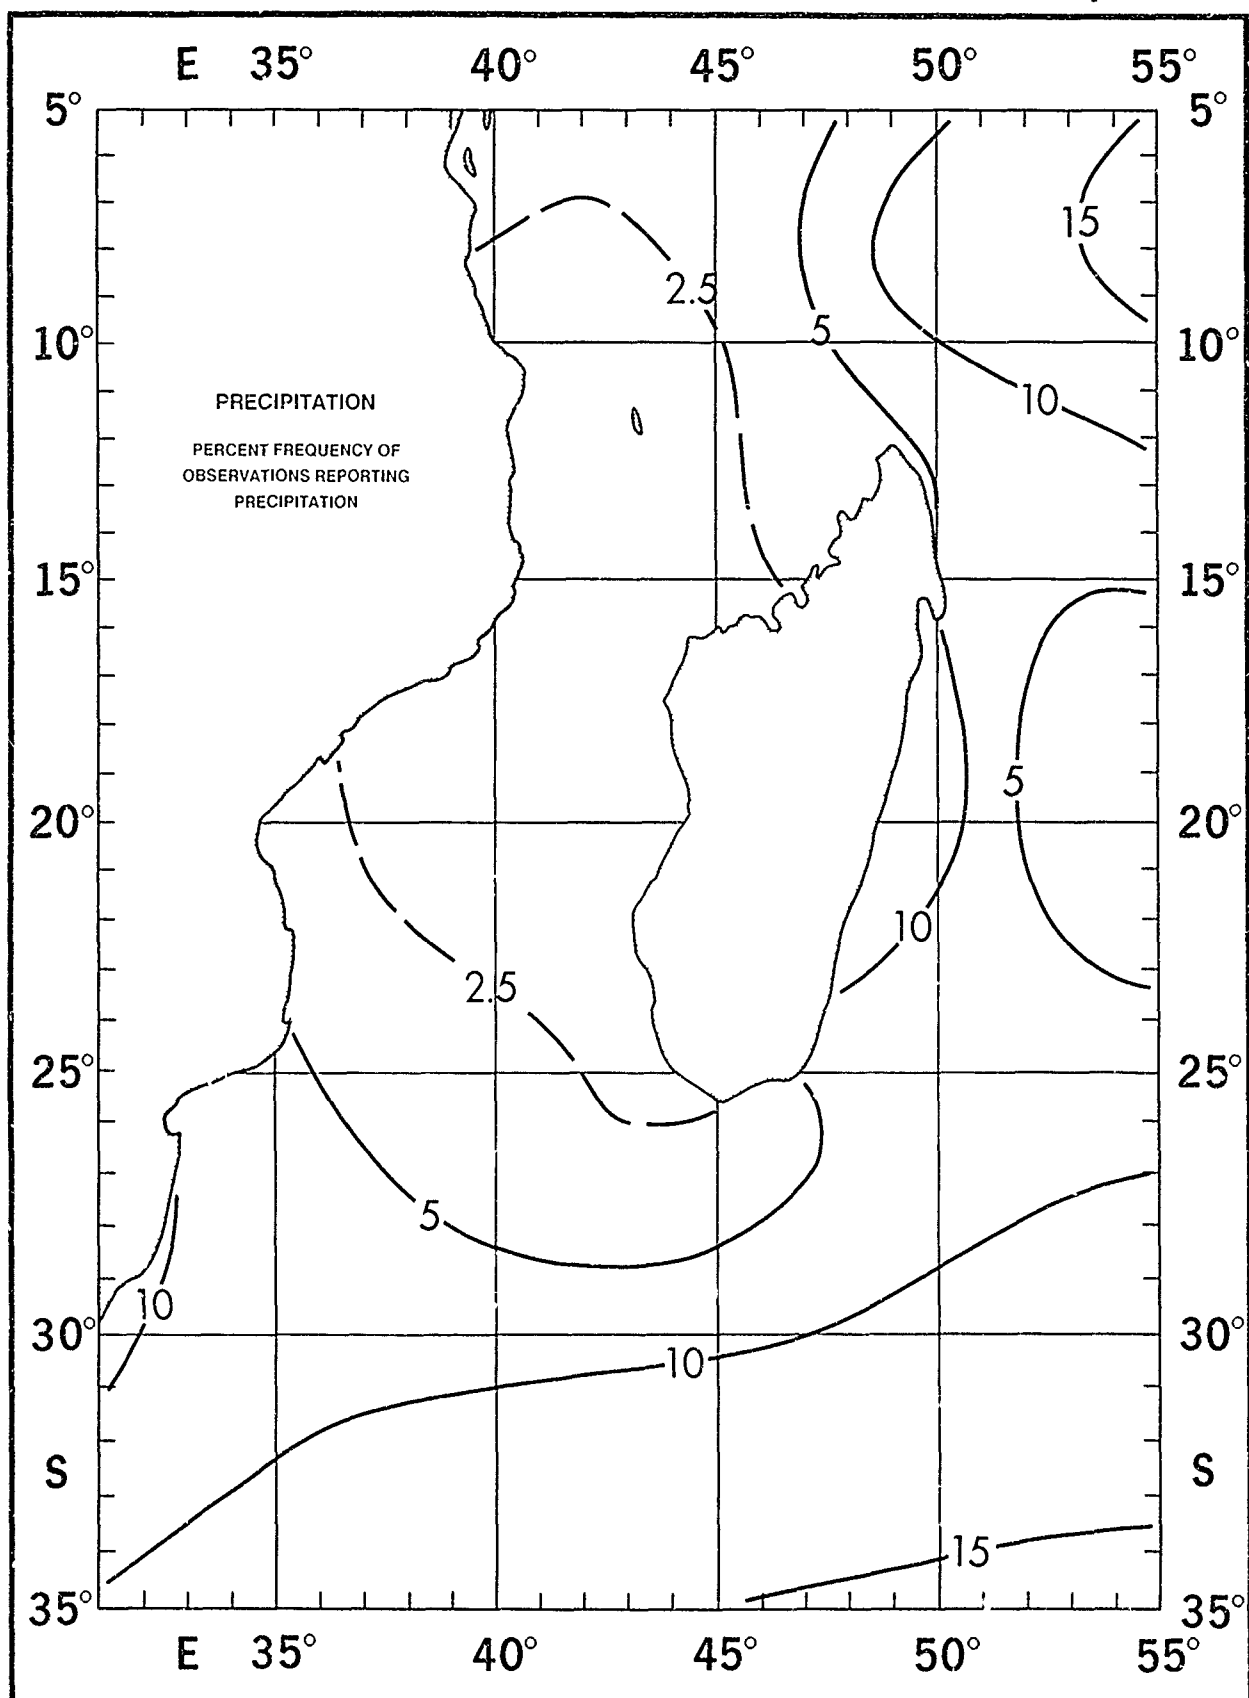 E 35° 40° 45° 50° 55°
5° 5°
15
2.5
5
10° 10°
10
PRECIPITATION
PERCENT FREQUENCY OF
OBSERVATIONS REPORTING
PRECIPITATION
15° 15°
5
20° 20°
10
2.5
25° 25°
5
10
30° 30°
10
S S
15
35° 35°
E 35° 40° 45° 50° 55°